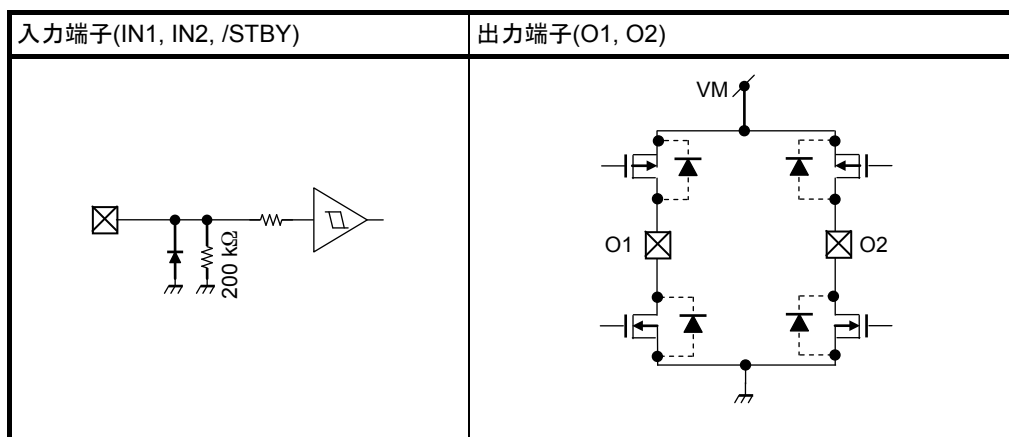 入力端子(IN1, IN2, /STBY)
出力端子(O1, O2)
200 kΩ
VM
O1
O2